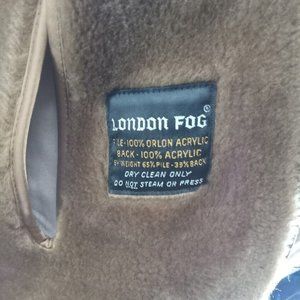 LONDON FOG ®
PILE-100% ORLON ACRYLIC
BACK-100% ACRYLIC
BY WEIGHT 65% PILE-35% BACK
DRY CLEAN ONLY
DO NOT STEAM OR PRESS